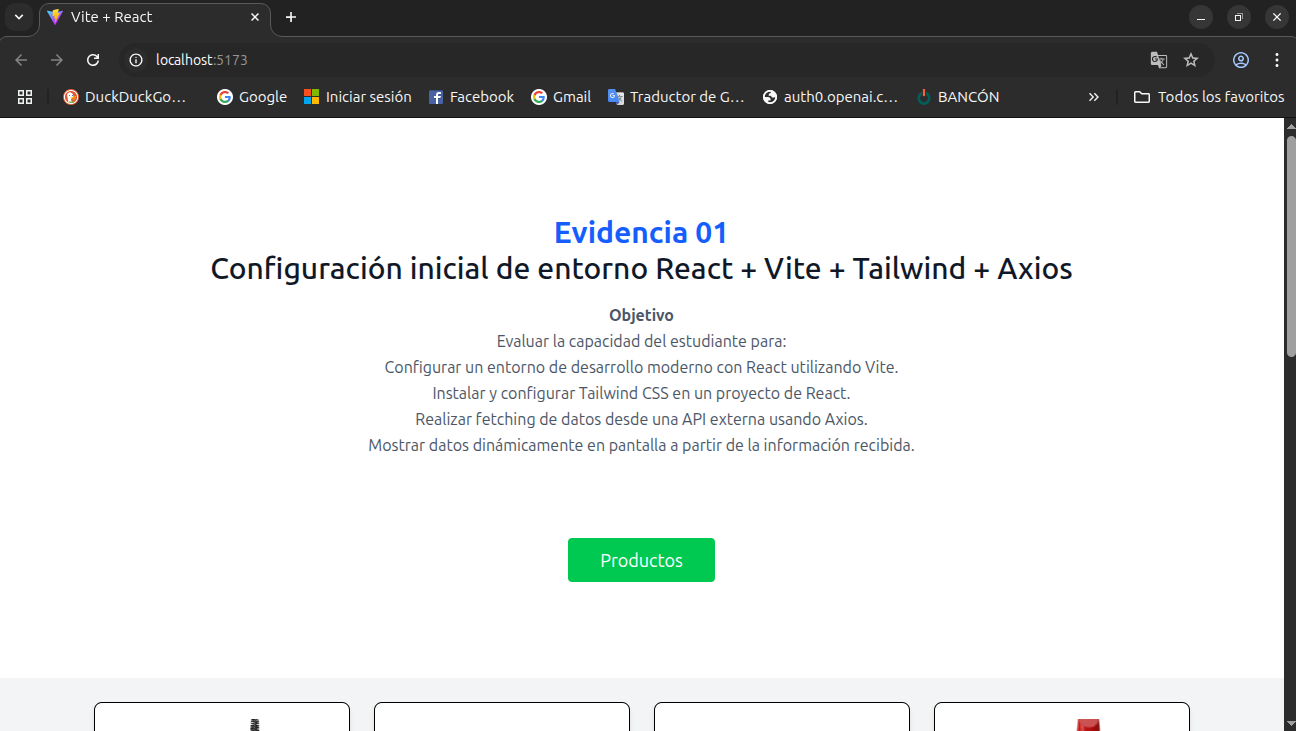 Vite + React
localhost:5173
DuckDuckGo…
Google
Iniciar sesión
Facebook
Gmail
Traductor de G…
auth0.openai.c…
BANCÓN
Todos los favoritos
Evidencia 01
Configuración inicial de entorno React + Vite + Tailwind + Axios
Objetivo
Evaluar la capacidad del estudiante para:
Configurar un entorno de desarrollo moderno con React utilizando Vite.
Instalar y configurar Tailwind CSS en un proyecto de React.
Realizar fetching de datos desde una API externa usando Axios.
Mostrar datos dinámicamente en pantalla a partir de la información recibida.
Productos